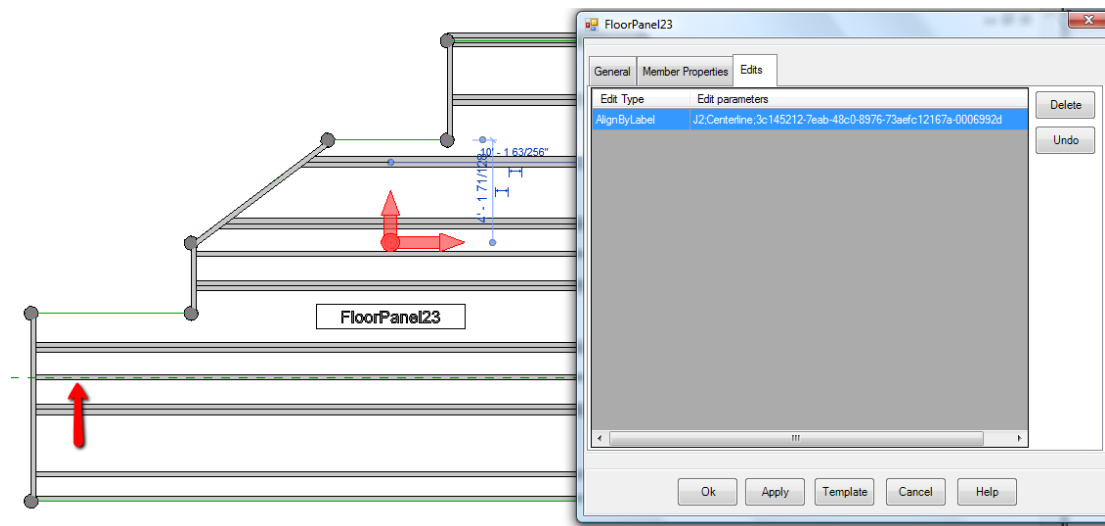 10' - 1 63/256"
4' - 1 71/128"
FloorPanel23
FloorPanel23
General Member Properties Edits
Edit Type Edit parameters
AlignByLabel J2;Centerline;3c145212-7eab-48c0-8976-73aefc12167a-0006992d
Delete
Undo
Ok Apply Template Cancel Help